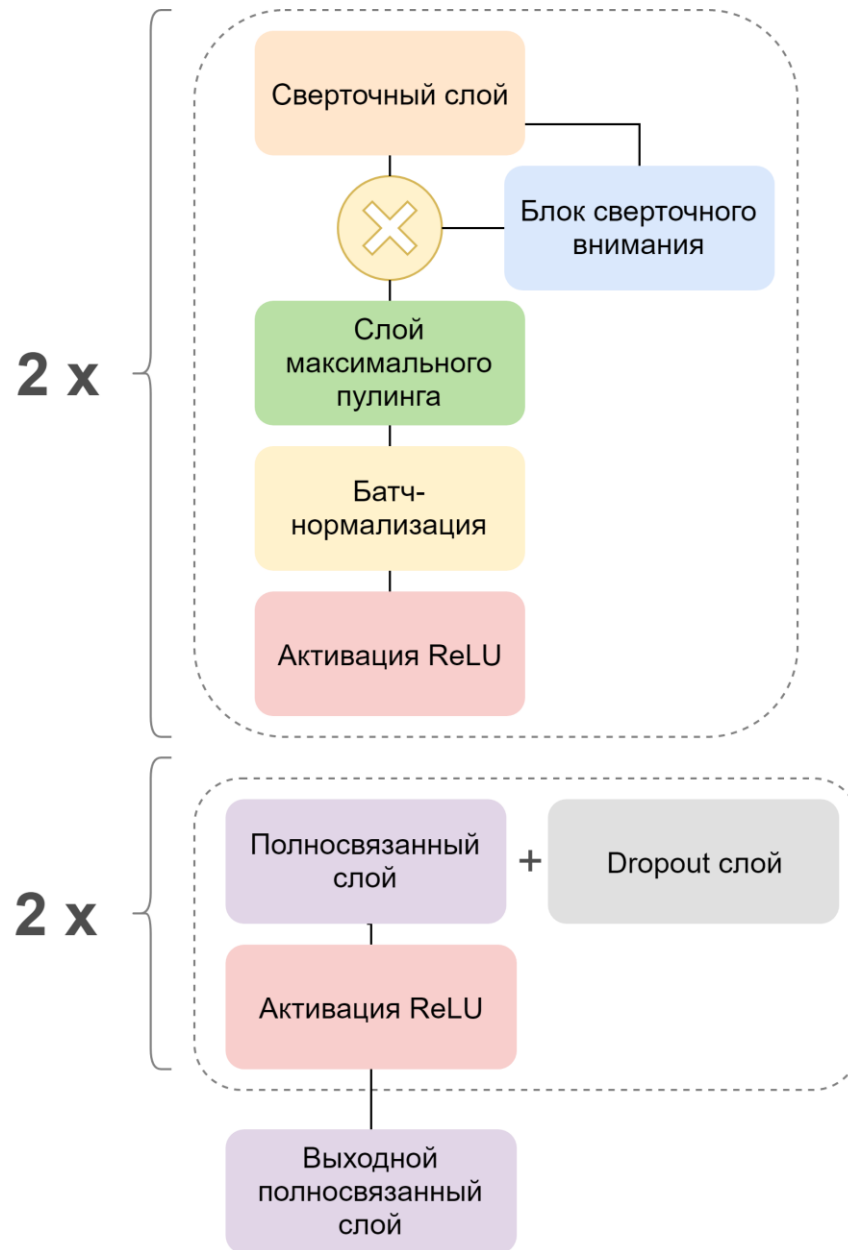 Сверточный слой
Блок сверточного
внимания
Слой
максимального
пулинга
2 x
Батч-
нормализация
Активация ReLU
Полносвязанный
слой
+
Dropout слой
2 x
Активация ReLU
Выходной
полносвязанный
слой